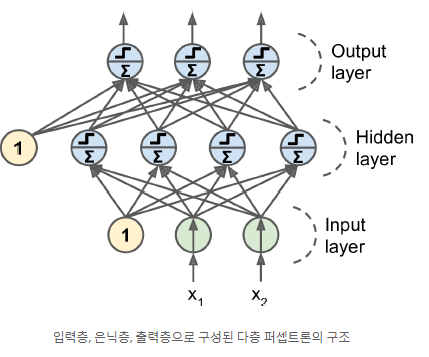 Output
layer
Σ Σ Σ
1
Σ Σ Σ Σ
Hidden
layer
1
Input
layer
x1 x2
입력층, 은닉층, 출력층으로 구성된 다층 퍼셉트론의 구조